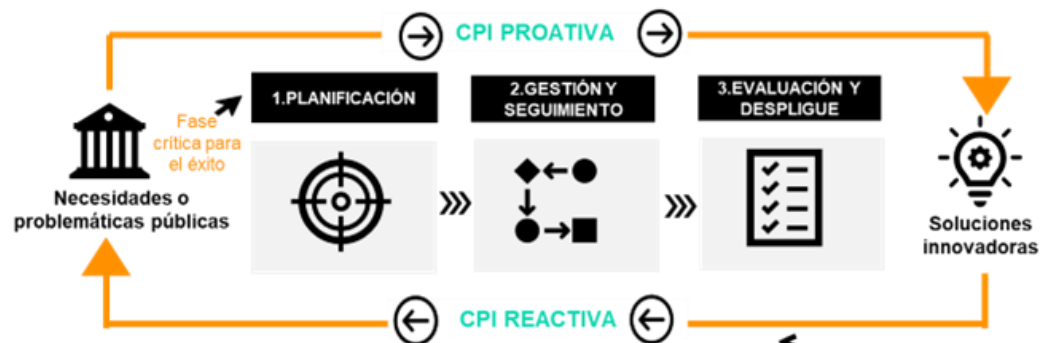 CPI PROATIVA
1.PLANIFICACIÓN
2.GESTIÓN Y
SEGUIMIENTO
3.EVALUACIÓN Y
DESPLIGUE
Fase
crítica para
el éxito
Necesidades o
problemáticas públicas
Soluciones
innovadoras
CPI REACTIVA